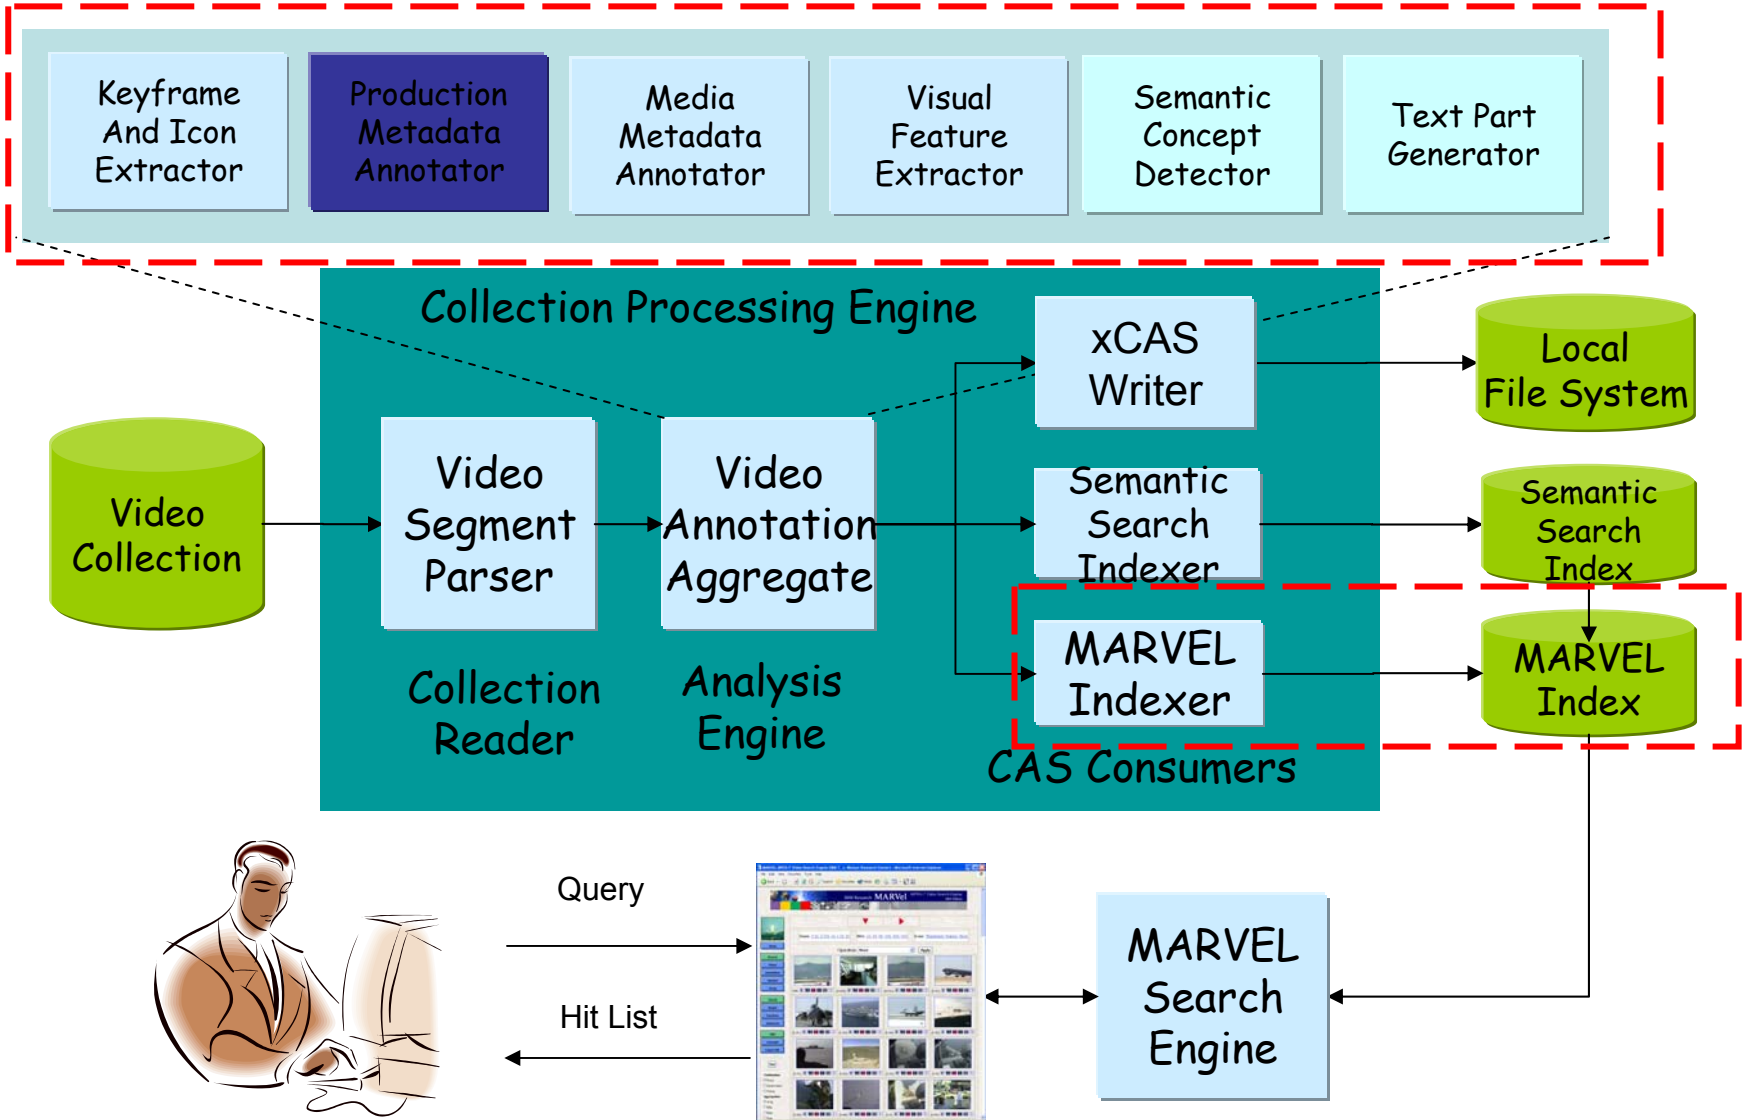 Keyframe
And Icon
Extractor
Production
Metadata
Annotator
Media
Metadata
Annotator
Visual
Feature
Extractor
Semantic
Concept
Detector
Text Part
Generator
Collection Processing Engine
xCAS
Writer
Local
File System
Video
Collection
Video
Segment
Parser
Video
Annotation
Aggregate
Semantic
Search
Indexer
Semantic
Search
Index
MARVEL
Indexer
MARVEL
Index
Collection
Reader
Analysis
Engine
CAS Consumers
Query
Hit List
MARVEL
Search
Engine
MARVel